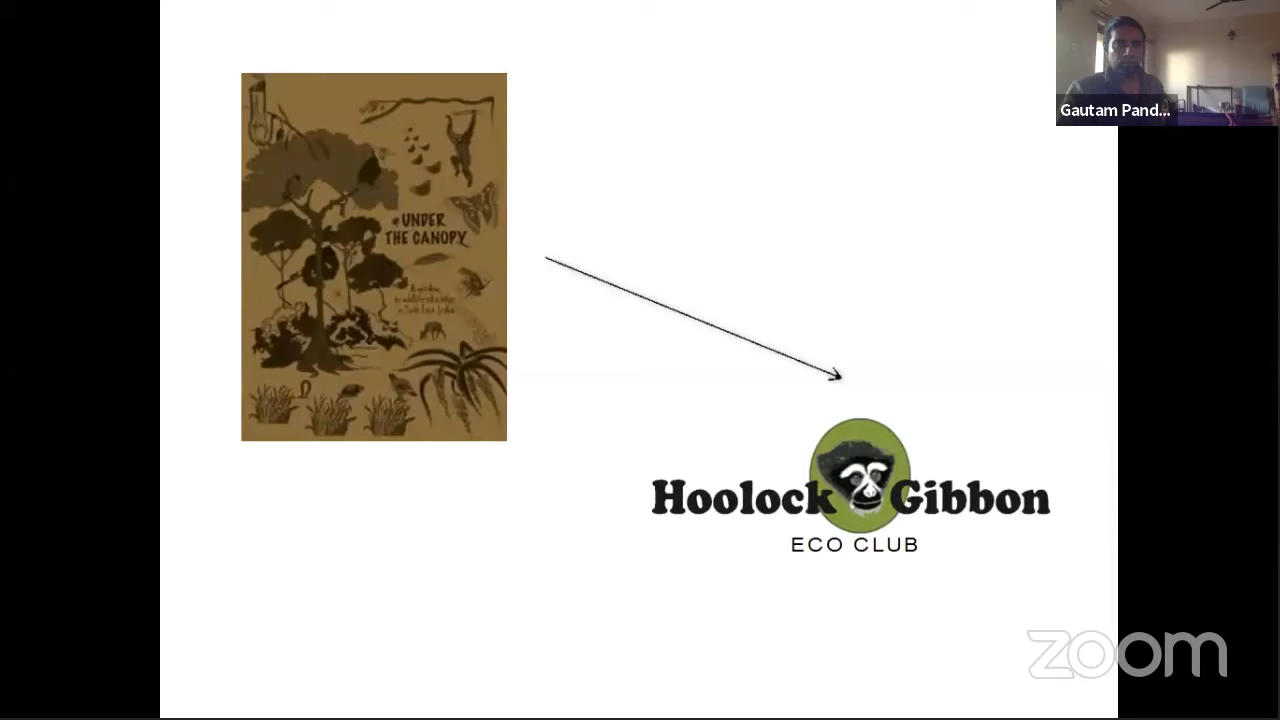 Gautam Pand...
UNDER
THE CANOPY
Hoolock Gibbon
ECO CLUB
zoom